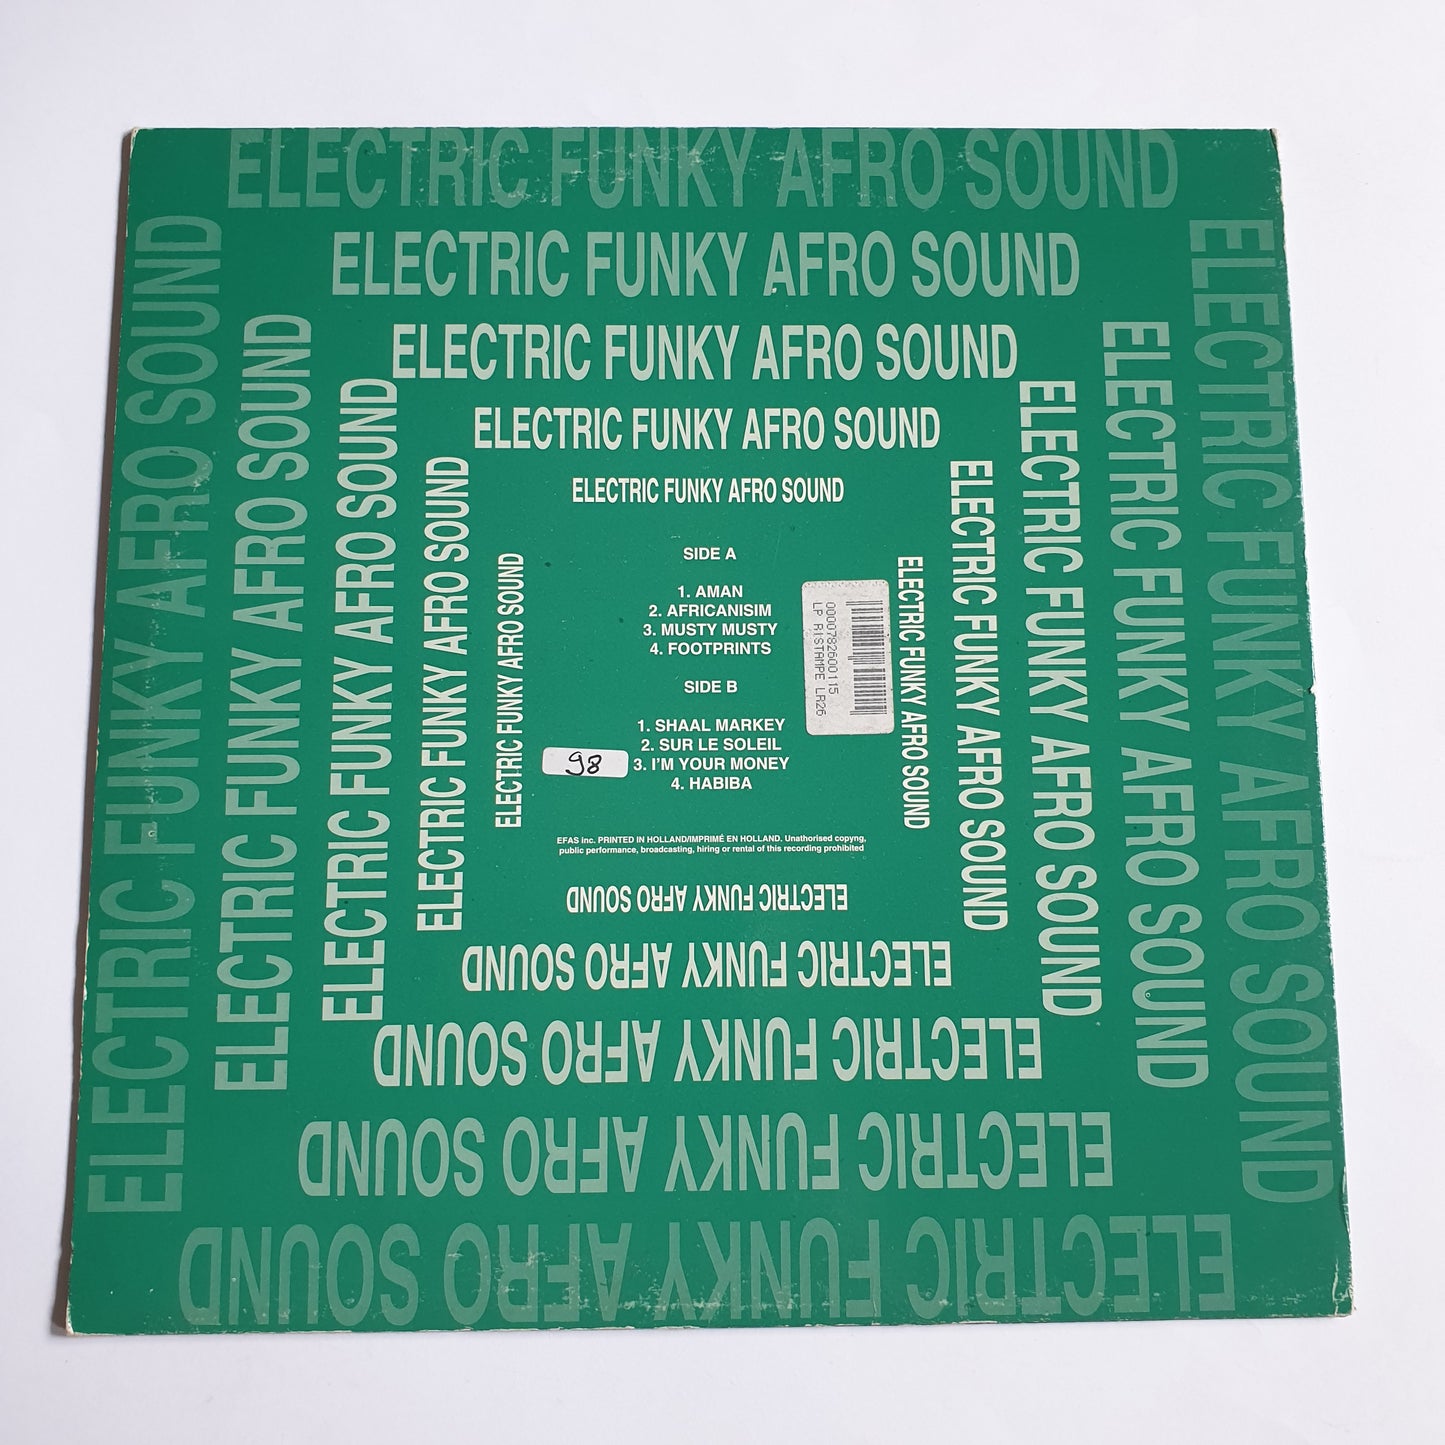 ELECTRIC FUNKY AFRO SOUND
ELECTRIC FUNKY AFRO SOUND
ELECTRIC FUNKY AFRO SOUND
ELECTRIC FUNKY AFRO SOUND
ELECTRIC FUNKY AFRO SOUND
ELECTRIC FUNKY AFRO SOUND
ELECTRIC FUNKY AFRO SOUND
ELECTRIC FUNKY AFRO SOUND
ELECTRIC FUNKY AFRO SOUND
ELECTRIC FUNKY AFRO SOUND
SIDE A
1. AMAN
2. AFRICANISIM
3. MUSTY MUSTY
4. FOOTPRINTS
SIDE B
1. SHAAL MARKEY
2. SUR LE SOLEIL
3. I'M YOUR MONEY
4. HABIBA
98
0000782600115
LP RISTAMPE LR26
EFAS inc. PRINTED IN HOLLAND/IMPRIMÉ EN HOLLAND. Unathorised copyng,
public performance, broadcasting, hiring or rental of this recording prohibited
ELECTRIC FUNKY AFRO SOUND
ELECTRIC FUNKY AFRO SOUND
ELECTRIC FUNKY AFRO SOUND
ELECTRIC FUNKY AFRO SOUND
ELECTRIC FUNKY AFRO SOUND
ELECTRIC FUNKY AFRO SOUND
ELECTRIC FUNKY AFRO SOUND
ELECTRIC FUNKY AFRO SOUND
ELECTRIC FUNKY AFRO SOUND
ELECTRIC FUNKY AFRO SOUND